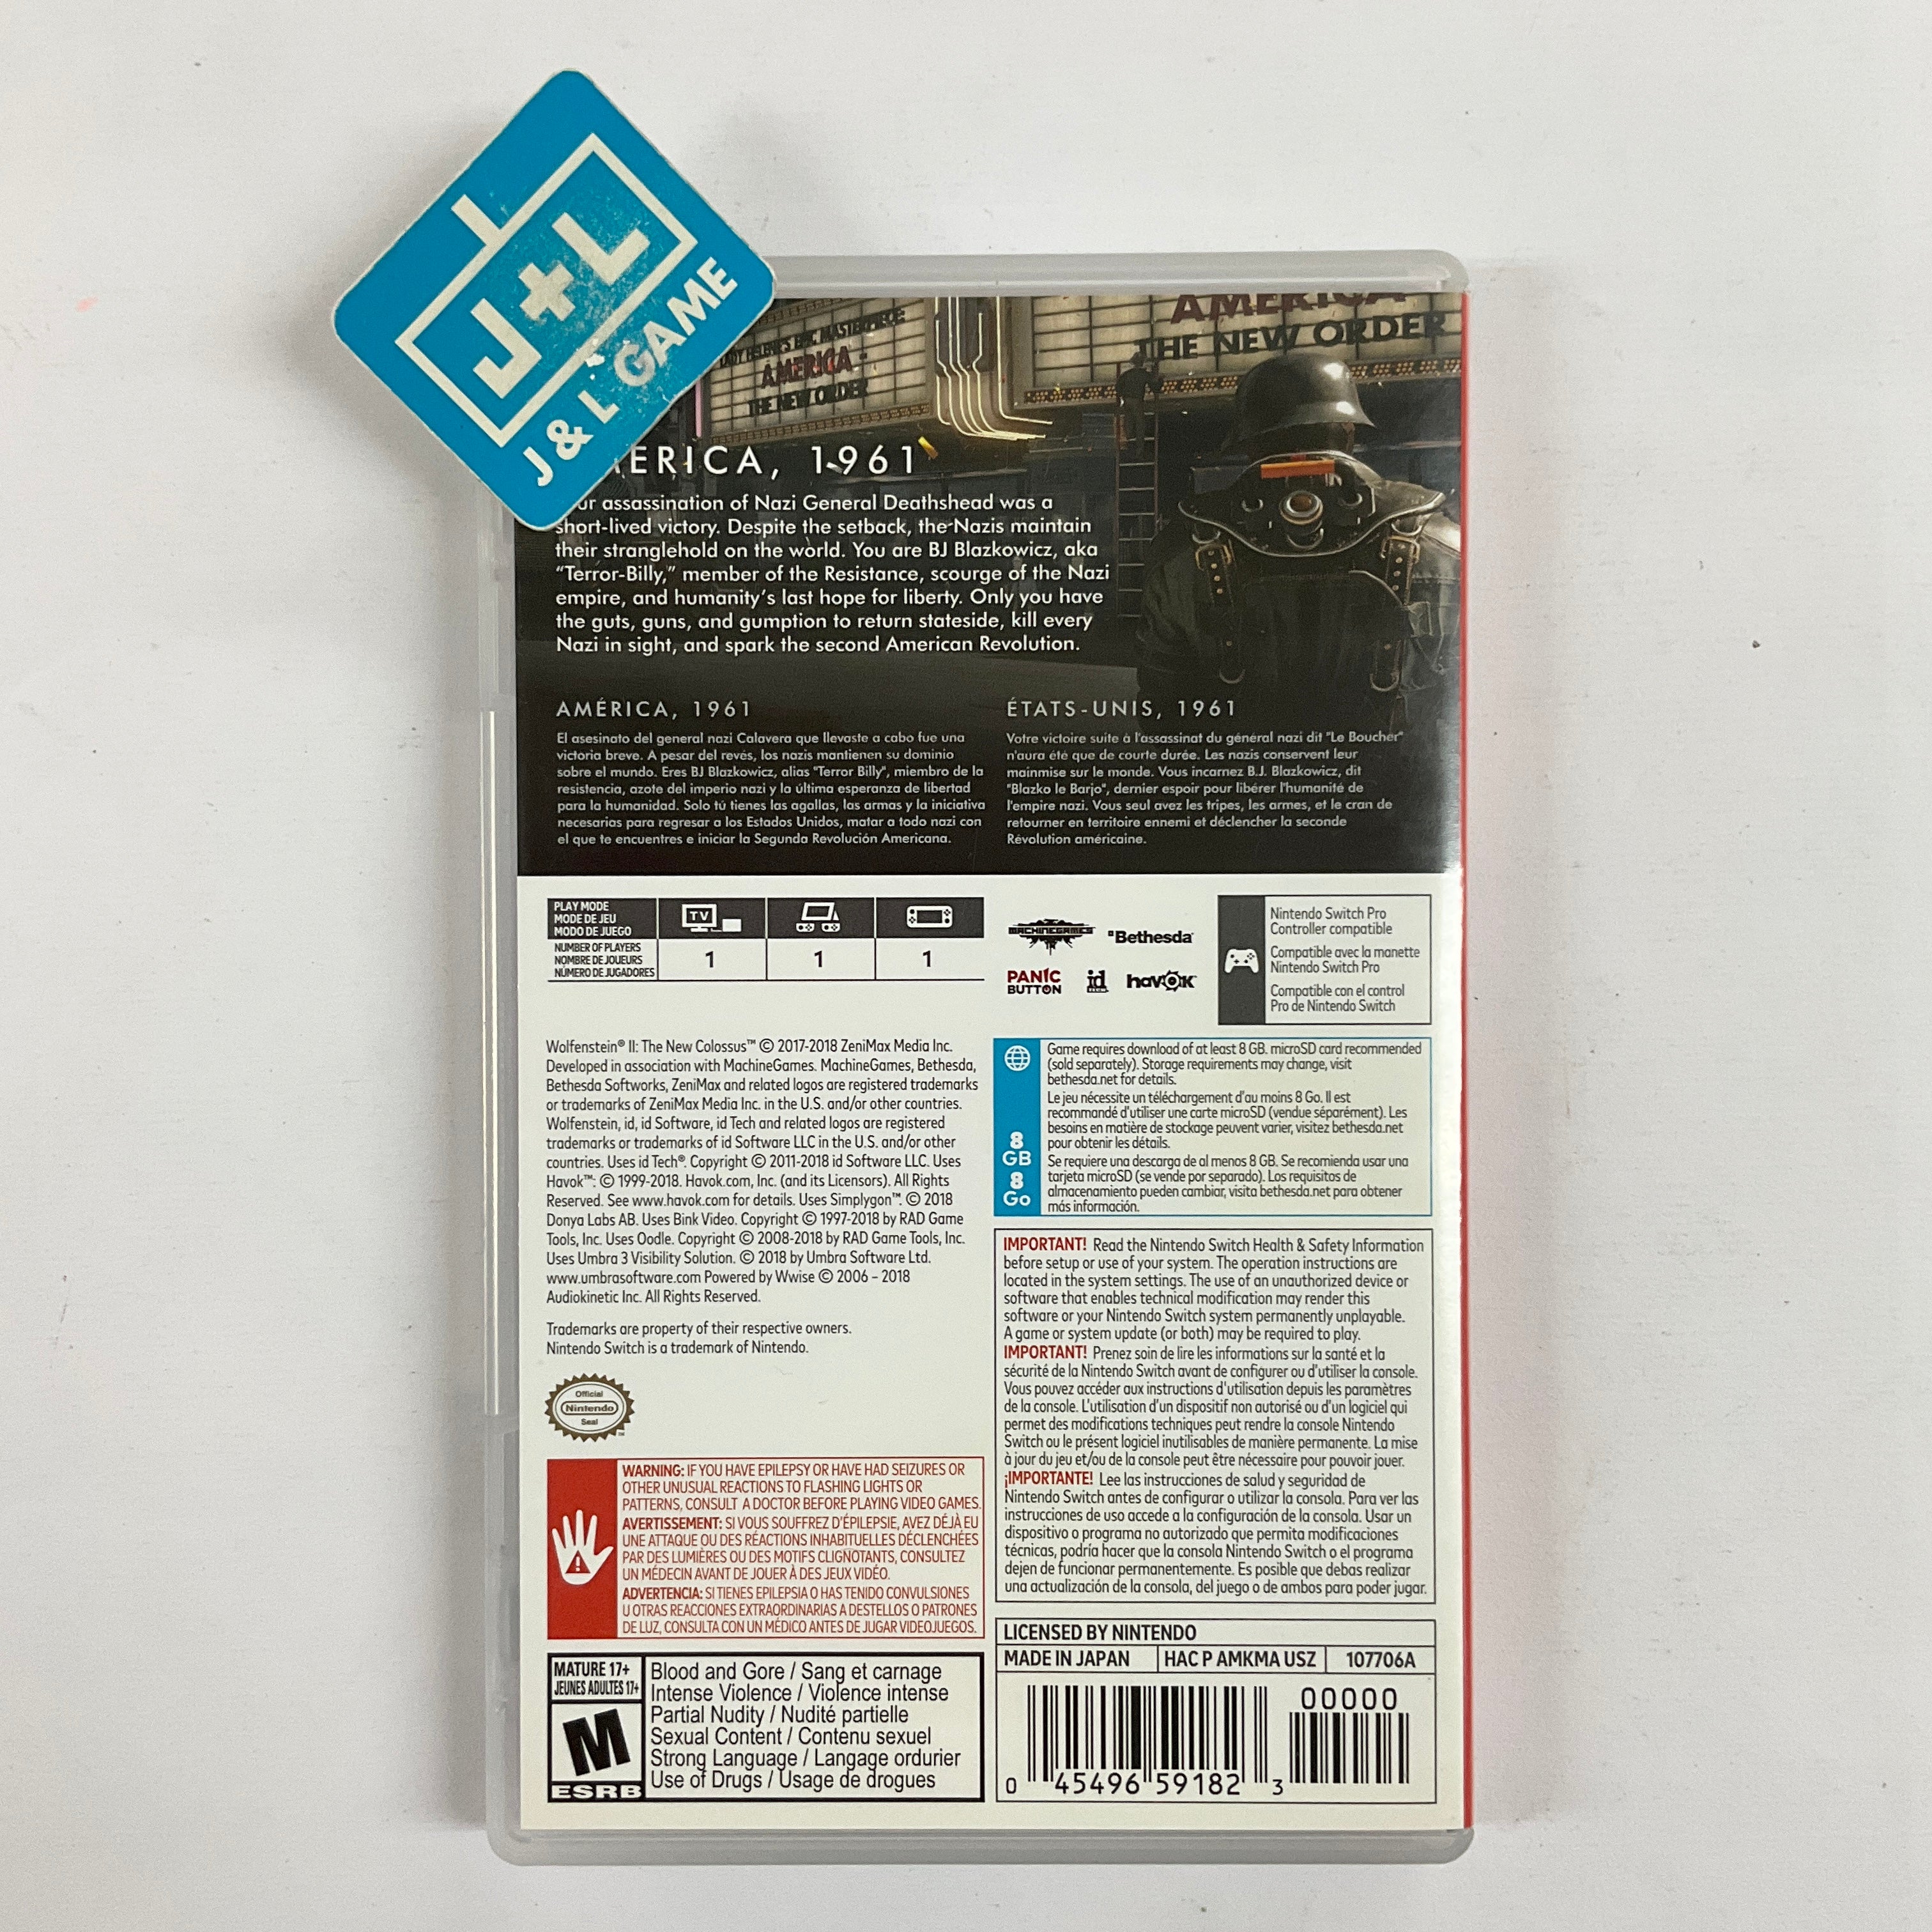 J+L
J & L GAME
LADY HELENE'S EPIC MASTERPIECE:
AMERICA -
THE NEW ORDER
AMERICA
THE NEW ORDER
ERICA, 1961
ur assassination of Nazi General Deathshead was a
short-lived victory. Despite the setback, the Nazis maintain
their stranglehold on the world. You are BJ Blazkowicz, aka
"Terror-Billy," member of the Resistance, scourge of the Nazi
empire, and humanity's last hope for liberty. Only you have
the guts, guns, and gumption to return stateside, kill every
Nazi in sight, and spark the second American Revolution.
AMÉRICA, 1961
El asesinato del general nazi Calavera que llevaste a cabo fue una
victoria breve. A pesar del revés, los nazis mantienen su dominio
sobre el mundo. Eres BJ Blazkowicz, alias "Terror Billy", miembro de la
resistencia, azote del imperio nazi y la última esperanza de libertad
para la humanidad. Solo tú tienes las agallas, las armas y la iniciativa
necesarias para regresar a los Estados Unidos, matar a todo nazi con
el que te encuentres e iniciar la Segunda Revolución Americana.
ÉTATS-UNIS, 1961
Votre victoire suite à l'assassinat du général nazi dit "Le Boucher"
n'aura été que de courte durée. Les nazis conservent leur
mainmise sur le monde. Vous incarnez B.J. Blazkowicz, dit
"Blazko le Barjo", dernier espoir pour libérer l'humanité de
l'empire nazi. Vous seul avez les tripes, les armes, et le cran de
retourner en territoire ennemi et déclencher la seconde
Révolution américaine.
PLAY MODE
MODE DE JEU
MODO DE JUEGO
TV
NUMBER OF PLAYERS
NOMBRE DE JOUEURS
NÚMERO DE JUGADORES
1 1 1
MACHINEGAMES
Bethesda
PANIC
BUTTON
id
TECH
havok
Nintendo Switch Pro
Controller compatible
Compatible avec la manette
Nintendo Switch Pro
Compatible con el control
Pro de Nintendo Switch
Wolfenstein® II: The New Colossus™ © 2017-2018 ZeniMax Media Inc.
Developed in association with MachineGames. MachineGames, Bethesda,
Bethesda Softworks, ZeniMax and related logos are registered trademarks
or trademarks of ZeniMax Media Inc. in the U.S. and/or other countries.
Wolfenstein, id, id Software, id Tech and related logos are registered
trademarks or trademarks of id Software LLC in the U.S. and/or other
countries. Uses id Tech®. Copyright © 2011-2018 id Software LLC. Uses
Havok™: © 1999-2018. Havok.com, Inc. (and its Licensors). All Rights
Reserved. See www.havok.com for details. Uses Simplygon™. © 2018
Donya Labs AB. Uses Bink Video. Copyright © 1997-2018 by RAD Game
Tools, Inc. Uses Oodle. Copyright © 2008-2018 by RAD Game Tools, Inc.
Uses Umbra 3 Visibility Solution. © 2018 by Umbra Software Ltd.
www.umbrasoftware.com Powered by Wwise © 2006 – 2018
Audiokinetic Inc. All Rights Reserved.
Trademarks are property of their respective owners.
Nintendo Switch is a trademark of Nintendo.
Official
Nintendo
Seal
TM
8
GB
8
Go
Game requires download of at least 8 GB. microSD card recommended
(sold separately). Storage requirements may change, visit
bethesda.net for details.
Le jeu nécessite un téléchargement d'au moins 8 Go. Il est
recommandé d'utiliser une carte microSD (vendue séparément). Les
besoins en matière de stockage peuvent varier, visitez bethesda.net
pour obtenir les détails.
Se requiere una descarga de al menos 8 GB. Se recomienda usar una
tarjeta microSD (se vende por separado). Los requisitos de
almacenamiento pueden cambiar, visita bethesda.net para obtener
más información.
IMPORTANT! Read the Nintendo Switch Health & Safety Information
before setup or use of your system. The operation instructions are
located in the system settings. The use of an unauthorized device or
software that enables technical modification may render this
software or your Nintendo Switch system permanently unplayable.
A game or system update (or both) may be required to play.
IMPORTANT! Prenez soin de lire les informations sur la santé et la
sécurité de la Nintendo Switch avant de configurer ou d'utiliser la console.
Vous pouvez accéder aux instructions d'utilisation depuis les paramètres
de la console. L'utilisation d'un dispositif non autorisé ou d'un logiciel qui
permet des modifications techniques peut rendre la console Nintendo
Switch ou le présent logiciel inutilisables de manière permanente. La mise
à jour du jeu et/ou de la console peut être nécessaire pour pouvoir jouer.
¡IMPORTANTE! Lee las instrucciones de salud y seguridad de
Nintendo Switch antes de configurar o utilizar la consola. Para ver las
instrucciones de uso accede a la configuración de la consola. Usar un
dispositivo o programa no autorizado que permita modificaciones
técnicas, podría hacer que la consola Nintendo Switch o el programa
dejen de funcionar permanentemente. Es posible que debas realizar
una actualización de la consola, del juego o de ambos para poder jugar.
WARNING: IF YOU HAVE EPILEPSY OR HAVE HAD SEIZURES OR
OTHER UNUSUAL REACTIONS TO FLASHING LIGHTS OR
PATTERNS, CONSULT A DOCTOR BEFORE PLAYING VIDEO GAMES.
AVERTISSEMENT: SI VOUS SOUFFREZ D'ÉPILEPSIE, AVEZ DÉJÀ EU
UNE ATTAQUE OU DES RÉACTIONS INHABITUELLES DÉCLENCHÉES
PAR DES LUMIÈRES OU DES MOTIFS CLIGNOTANTS, CONSULTEZ
UN MÉDECIN AVANT DE JOUER À DES JEUX VIDÉO.
ADVERTENCIA: SI TIENES EPILEPSIA O HAS TENIDO CONVULSIONES
U OTRAS REACCIONES EXTRAORDINARIAS A DESTELLOS O PATRONES
DE LUZ, CONSULTA CON UN MÉDICO ANTES DE JUGAR VIDEOJUEGOS.
MATURE 17+
JEUNES ADULTES 17+
M
ESRB
Blood and Gore / Sang et carnage
Intense Violence / Violence intense
Partial Nudity / Nudité partielle
Sexual Content / Contenu sexuel
Strong Language / Langage ordurier
Use of Drugs / Usage de drogues
LICENSED BY NINTENDO
MADE IN JAPAN HAC P AMKMA USZ 107706A
00000
0 45496 59182 3